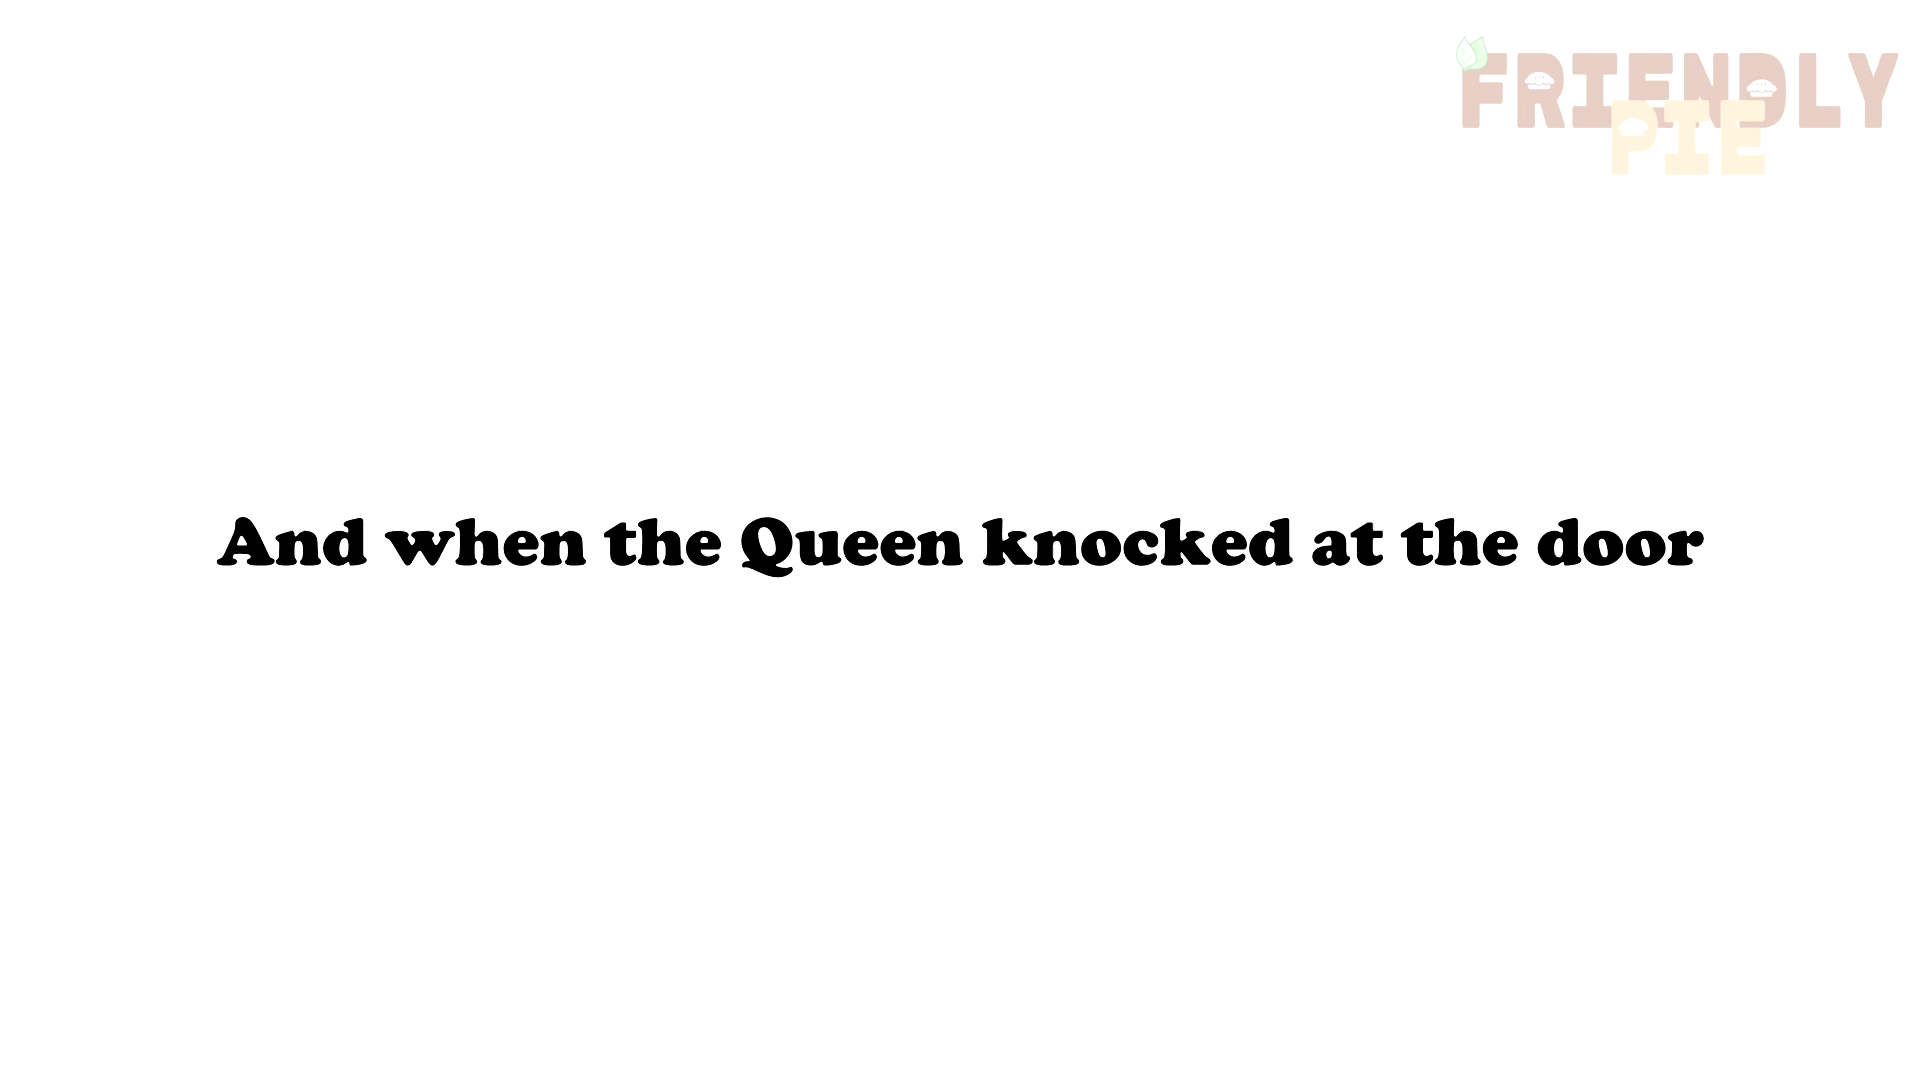 FRIENDLY
PIE
And when the Queen knocked at the door